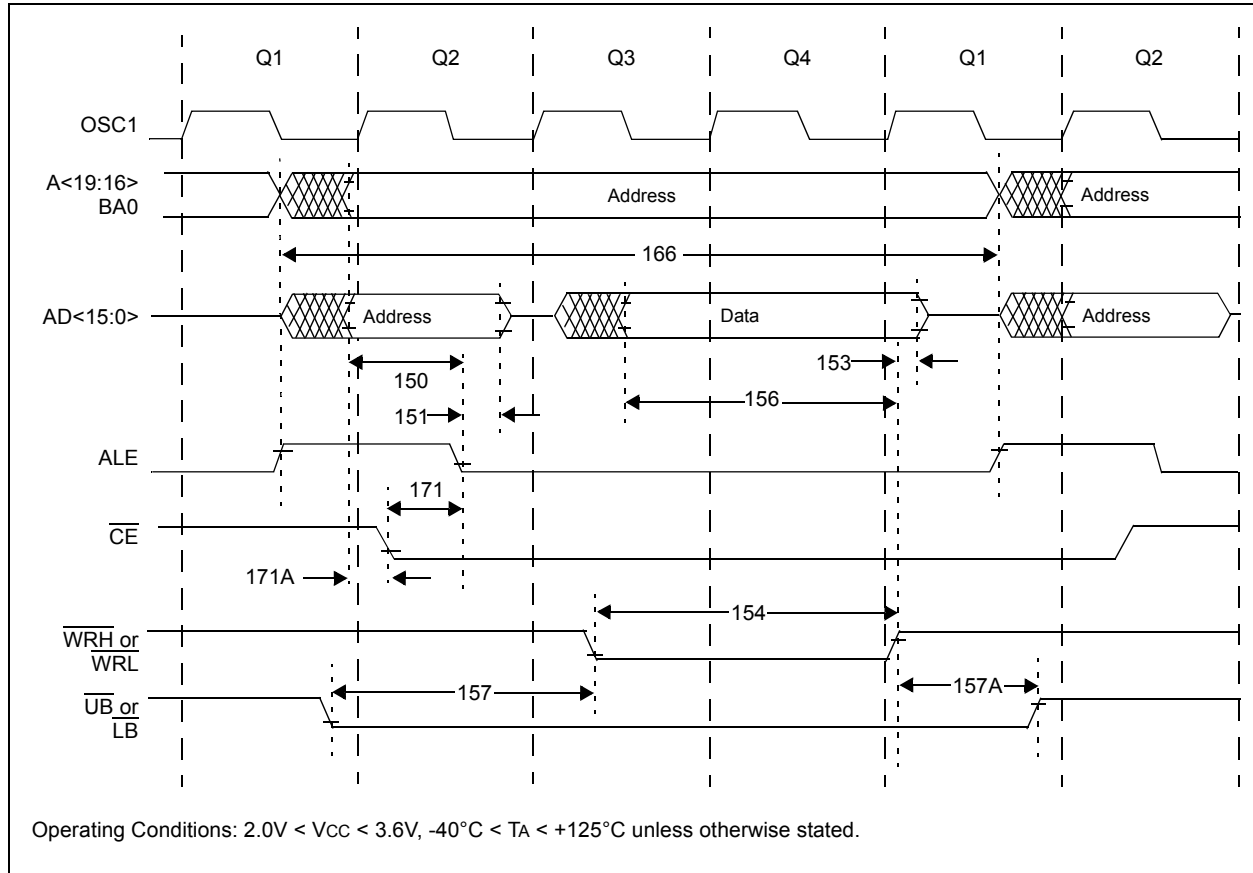 Q1 Q2 Q3 Q4 Q1 Q2
OSC1
A<19:16>
BA0
Address Address
166
AD<15:0>
Address Data Address
150
153
151
156
ALE
171
CE
171A
154
WRH or
WRL
157
157A
UB or
LB
Operating Conditions: 2.0V < VCC < 3.6V, -40°C < TA < +125°C unless otherwise stated.